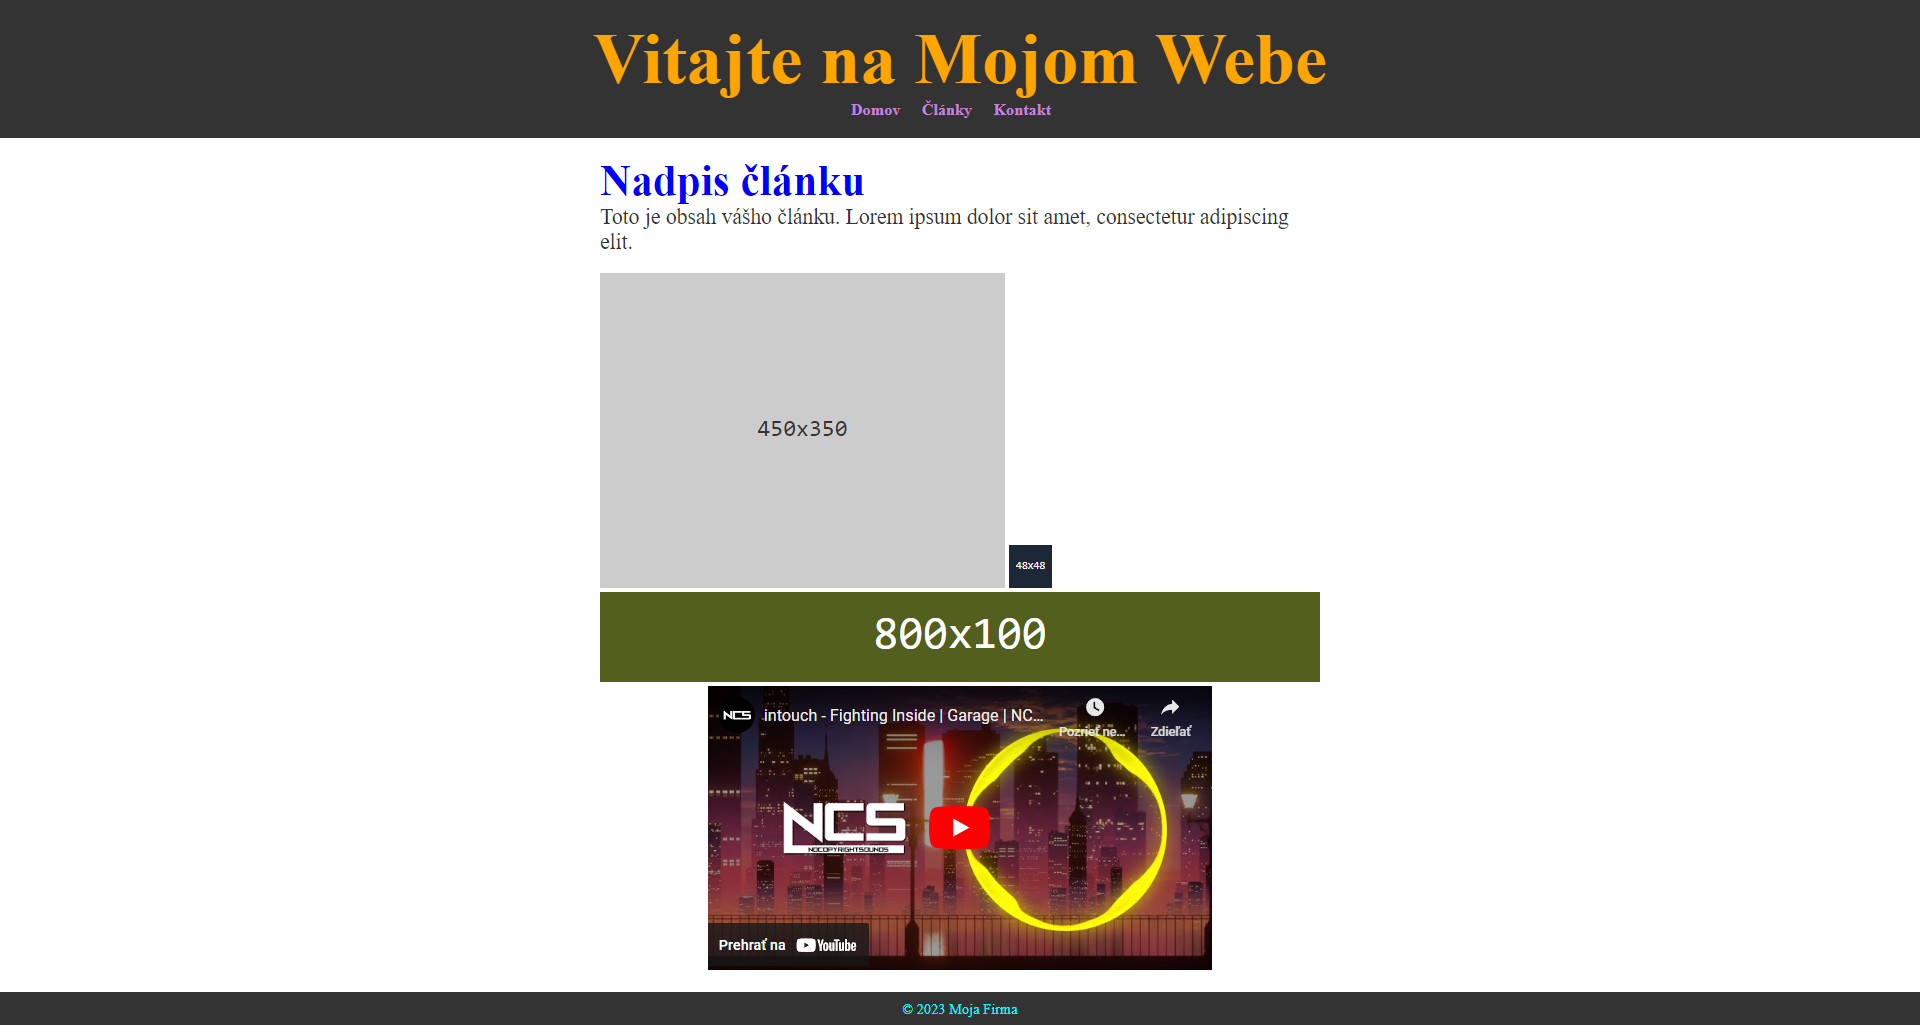 Vitajte na Mojom Webe
Domov Články Kontakt
Nadpis článku
Toto je obsah vášho článku. Lorem ipsum dolor sit amet, consectetur adipiscing
elit.
450x350
48x48
800x100
NCS intouch - Fighting Inside | Garage | NC...
Pozrieť ne... Zdieľať
NCS
NOCOPYRIGHTSOUNDS
Prehrať na YouTube
© 2023 Moja Firma